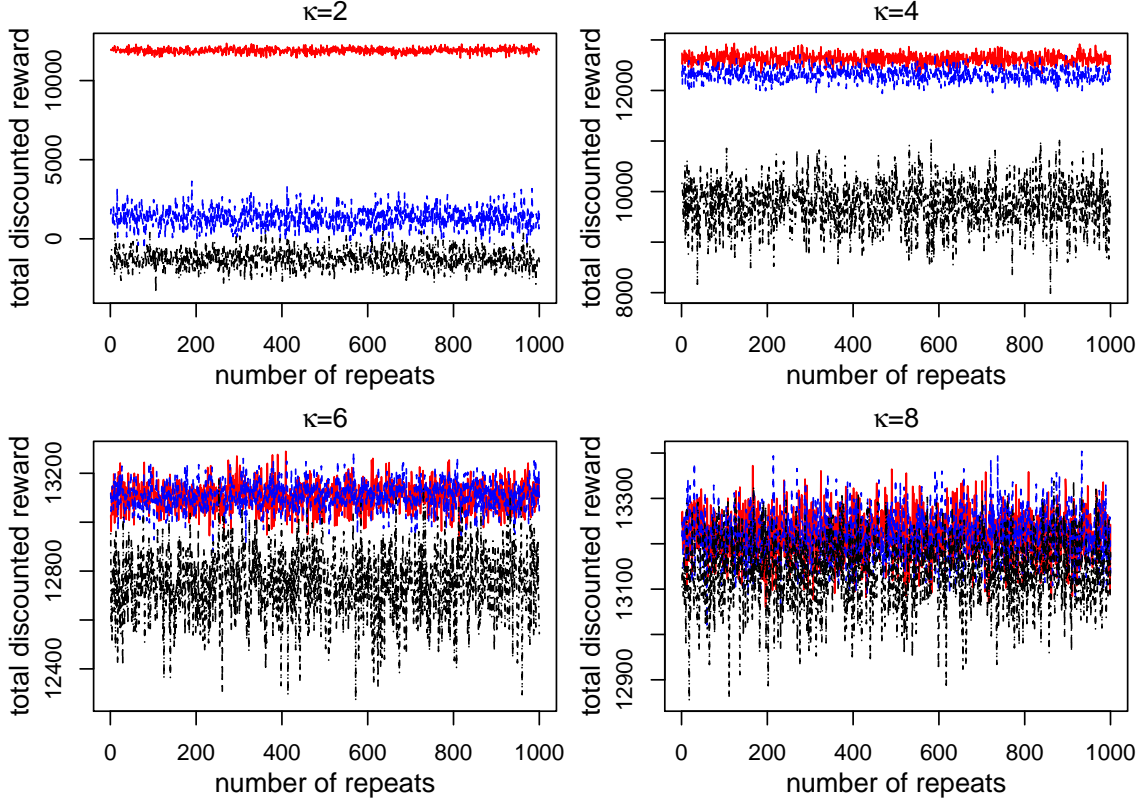 κ=2
total discounted reward
10000
5000
0
0 200 400 600 800 1000
number of repeats
κ=4
total discounted reward
12000
10000
8000
0 200 400 600 800 1000
number of repeats
κ=6
total discounted reward
13200
12800
12400
0 200 400 600 800 1000
number of repeats
κ=8
total discounted reward
13300
13100
12900
0 200 400 600 800 1000
number of repeats